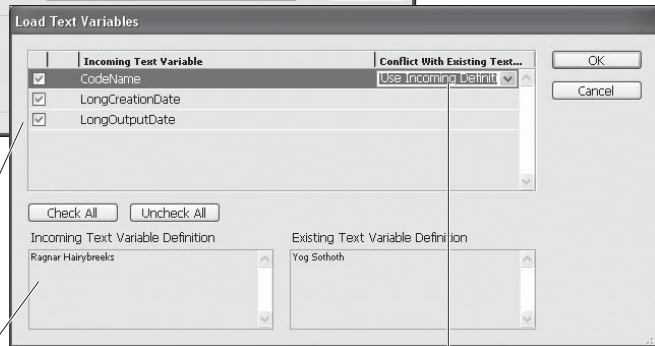 Load Text Variables
Incoming Text Variable Conflict With Existing Text...
CodeName Use Incoming Definit
LongCreationDate
LongOutputDate
OK
Cancel
Check All Uncheck All
Incoming Text Variable Definition Existing Text Variable Definition
Ragnar Hairybreeks Yog Sothoth